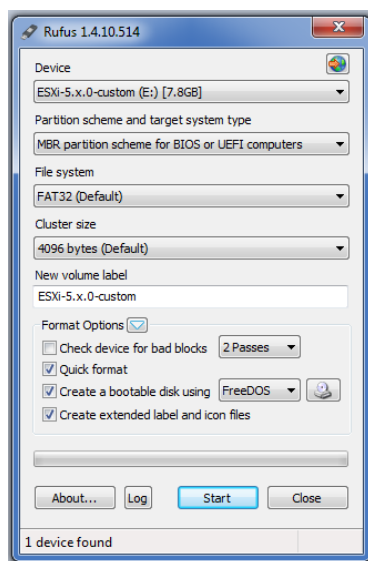 Rufus 1.4.10.514
Device
ESXi-5.x.0-custom (E:) [7.8GB]
Partition scheme and target system type
MBR partition scheme for BIOS or UEFI computers
File system
FAT32 (Default)
Cluster size
4096 bytes (Default)
New volume label
ESXi-5.x.0-custom
Format Options
Check device for bad blocks 2 Passes
Quick format
Create a bootable disk using FreeDOS
Create extended label and icon files
About... Log Start Close
1 device found